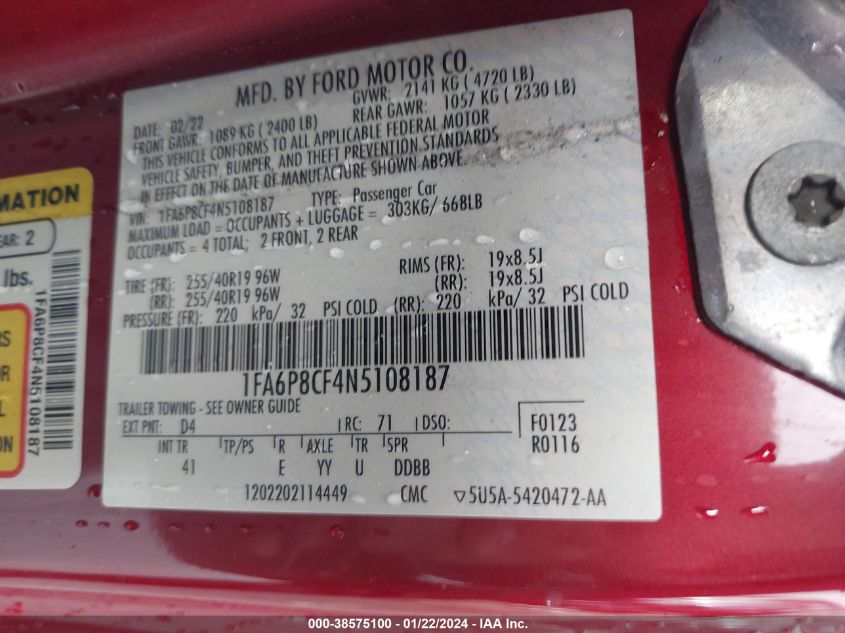 MFD. BY FORD MOTOR CO.
DATE: 02/22 GVWR: 2141 KG ( 4720 LB)
FRONT GAWR: 1089 KG ( 2400 LB) REAR GAWR: 1057 KG ( 2330 LB)
THIS VEHICLE CONFORMS TO ALL APPLICABLE FEDERAL MOTOR
VEHICLE SAFETY, BUMPER, AND THEFT PREVENTION STANDARDS
IN EFFECT ON THE DATE OF MANUFACTURE SHOWN ABOVE.
VIN: 1FA6P8CF4N5108187 TYPE: Passenger Car
MAXIMUM LOAD = OCCUPANTS + LUGGAGE = 303KG/ 668LB
OCCUPANTS = 4 TOTAL; 2 FRONT, 2 REAR
TIRE (FR): 255/40R19 96W RIMS (FR): 19x8.5J
(RR): 255/40R19 96W (RR): 19x8.5J
PRESSURE (FR): 220 kPa/ 32 PSI COLD (RR): 220 kPa/ 32 PSI COLD
1FA6P8CF4N5108187
TRAILER TOWING - SEE OWNER GUIDE
EXT PNT: D4 RC: 71 DSO: F0123
INT TR TP/PS R AXLE TR SPR R0116
41 E YY U DDBB
1202202114449 CMC ▽5U5A-5420472-AA
MATION
EAR: 2
lbs.
1FA6P8CF4N5108187
RS
OR
L
ON
000-38575100 - 01/22/2024 - IAA Inc.